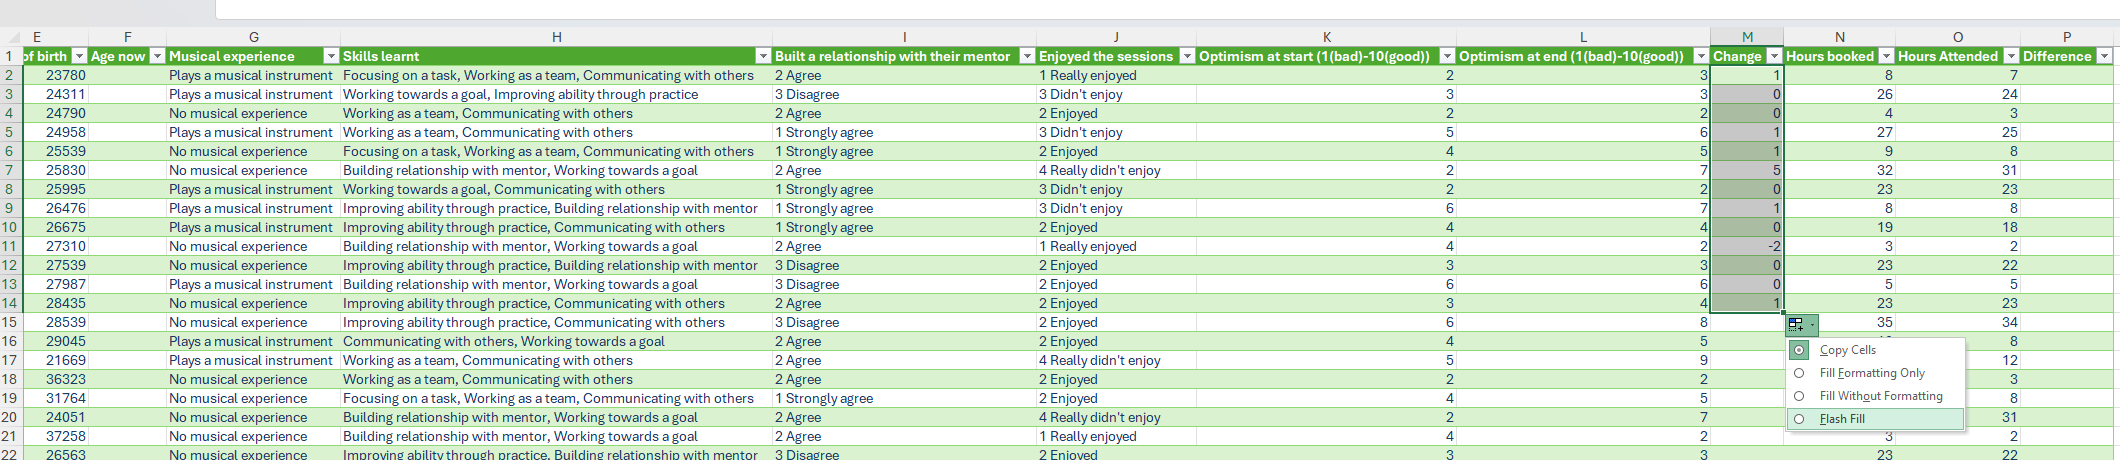 E F G H I J K L M N O P
1 of birth Age now Musical experience Skills learnt Built a relationship with their mentor Enjoyed the sessions Optimism at start (1(bad)-10(good)) Optimism at end (1(bad)-10(good)) Change Hours booked Hours Attended Difference
2 23780 Plays a musical instrument Focusing on a task, Working as a team, Communicating with others 2 Agree 1 Really enjoyed 2 3 1 8 7
3 24311 Plays a musical instrument Working towards a goal, Improving ability through practice 3 Disagree 3 Didn't enjoy 3 3 0 26 24
4 24790 No musical experience Working as a team, Communicating with others 2 Agree 2 Enjoyed 2 2 0 4 3
5 24958 Plays a musical instrument Working as a team, Communicating with others 1 Strongly agree 3 Didn't enjoy 5 6 1 27 25
6 25539 No musical experience Focusing on a task, Working as a team, Communicating with others 1 Strongly agree 2 Enjoyed 4 5 1 9 8
7 25830 No musical experience Building relationship with mentor, Working towards a goal 2 Agree 4 Really didn't enjoy 2 7 5 32 31
8 25995 Plays a musical instrument Working towards a goal, Communicating with others 1 Strongly agree 3 Didn't enjoy 2 2 0 23 23
9 26476 Plays a musical instrument Improving ability through practice, Building relationship with mentor 1 Strongly agree 3 Didn't enjoy 6 7 1 8 8
10 26675 Plays a musical instrument Improving ability through practice, Communicating with others 1 Strongly agree 2 Enjoyed 4 4 0 19 18
11 27310 No musical experience Building relationship with mentor, Working towards a goal 2 Agree 1 Really enjoyed 4 2 -2 3 2
12 27539 No musical experience Improving ability through practice, Building relationship with mentor 3 Disagree 2 Enjoyed 3 3 0 23 22
13 27987 Plays a musical instrument Building relationship with mentor, Working towards a goal 3 Disagree 2 Enjoyed 6 6 0 5 5
14 28435 No musical experience Improving ability through practice, Communicating with others 2 Agree 2 Enjoyed 3 4 1 23 23
15 28539 No musical experience Improving ability through practice, Communicating with others 3 Disagree 2 Enjoyed 6 8 35 34
16 29045 Plays a musical instrument Communicating with others, Working towards a goal 2 Agree 2 Enjoyed 4 5 8
Copy Cells
17 21669 Plays a musical instrument Working as a team, Communicating with others 2 Agree 4 Really didn't enjoy 5 9 12
Fill Formatting Only
18 36323 No musical experience Working as a team, Communicating with others 2 Agree 2 Enjoyed 2 2 3
Fill Without Formatting
19 31764 No musical experience Focusing on a task, Working as a team, Communicating with others 1 Strongly agree 2 Enjoyed 4 5 8
Flash Fill
20 24051 No musical experience Building relationship with mentor, Working towards a goal 2 Agree 4 Really didn't enjoy 2 7 31
21 37258 No musical experience Building relationship with mentor, Working towards a goal 2 Agree 1 Really enjoyed 4 2 3 2
22 26563 No musical experience Improving ability through practice, Building relationship with mentor 3 Disagree 2 Enjoyed 3 3 23 22